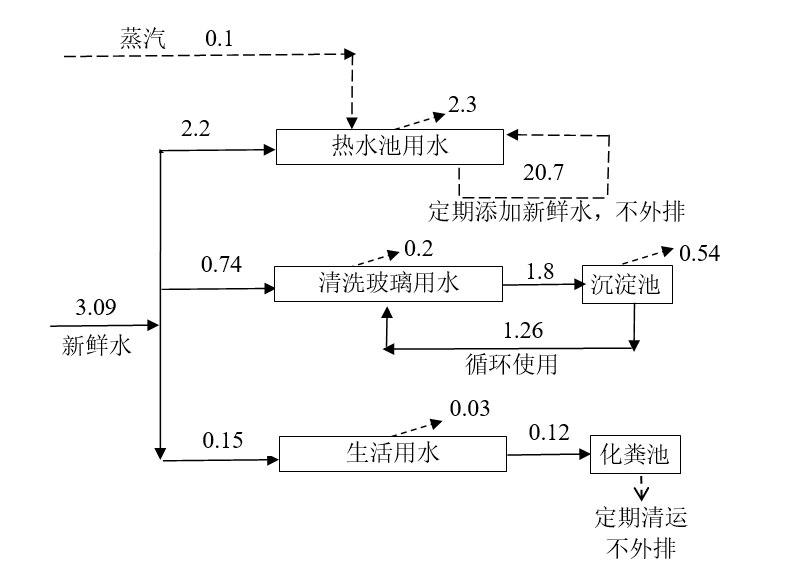 蒸汽 0.1
2.3
2.2
热水池用水
20.7
定期添加新鲜水，不外排
0.2
0.54
0.74
清洗玻璃用水
1.8
沉淀池
3.09
新鲜水
1.26
循环使用
0.03
0.15
生活用水
0.12
化粪池
定期清运
不外排